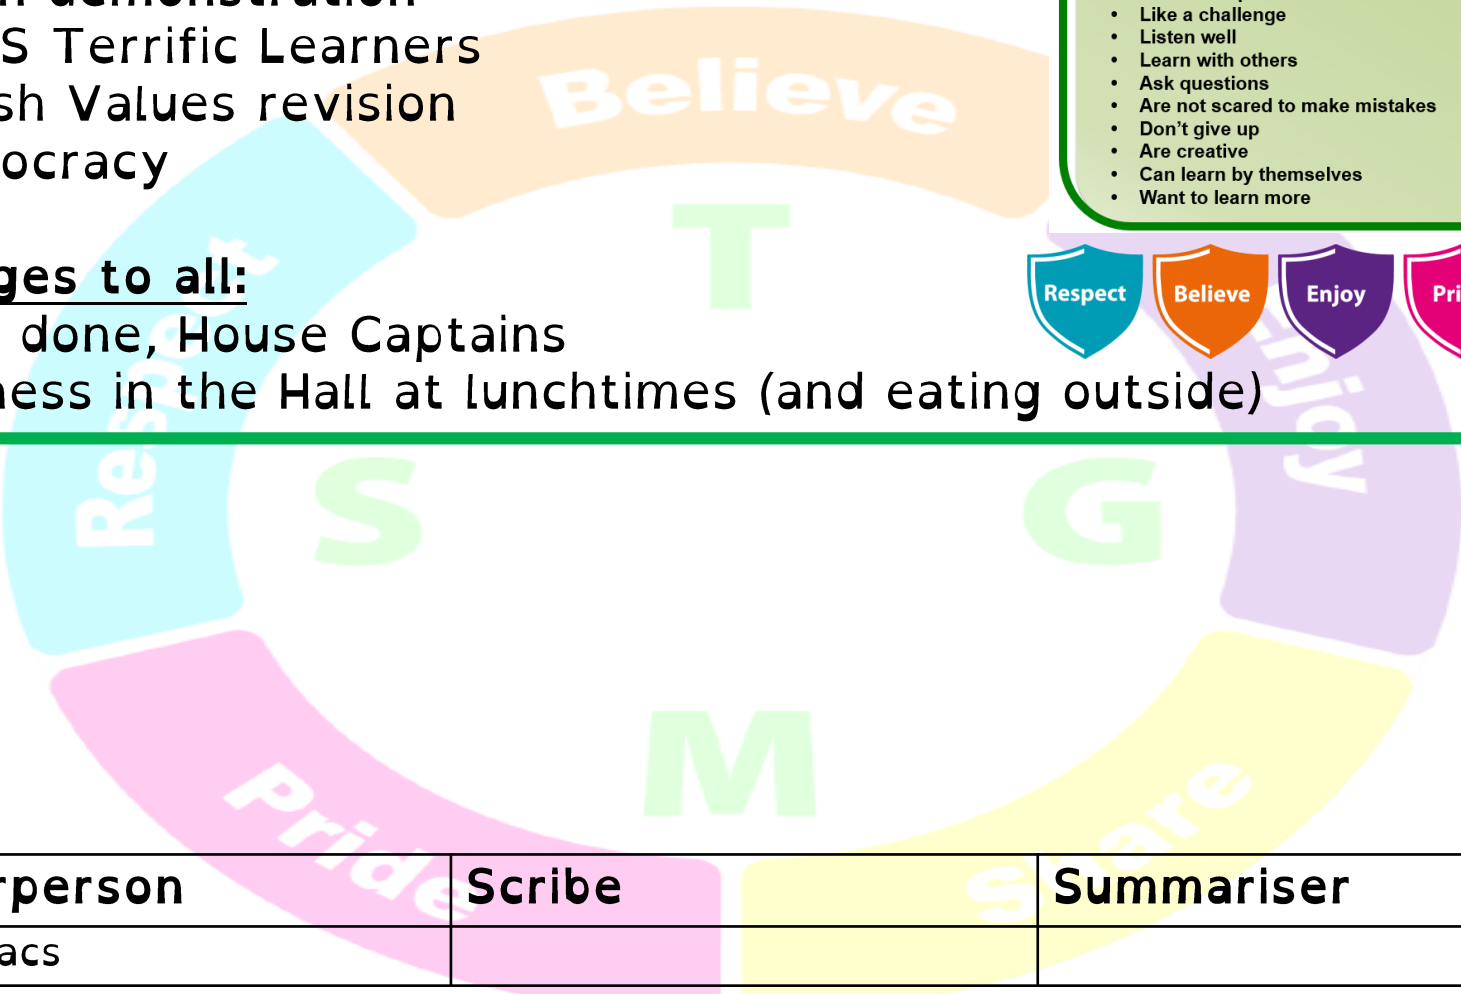 n demonstration
S Terrific Learners
sh Values revision
ocracy
ges to all:
done, House Captains
ness in the Hall at lunchtimes (and eating outside)
• Like a challenge
• Listen well
• Learn with others
• Ask questions
• Are not scared to make mistakes
• Don't give up
• Are creative
• Can learn by themselves
• Want to learn more
Respect Believe Enjoy Pri
Believe
Respect
Enjoy
Pride
Share
T
S G
M
rperson Scribe Summariser
acs